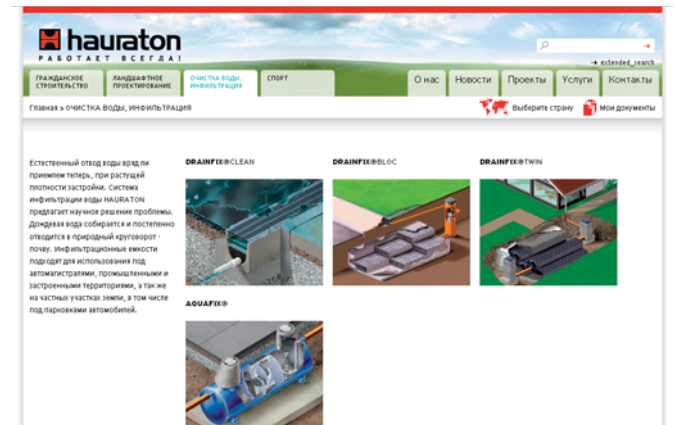 hauraton
РАБОТАЕТ ВСЕГДА!
extended_search
ГРАЖДАНСКОЕ
СТРОИТЕЛЬСТВО
ЛАНДШАФТНОЕ
ПРОЕКТИРОВАНИЕ
ОЧИСТКА ВОДЫ,
ИНФИЛЬТРАЦИЯ
СПОРТ
О нас
Новости
Проекты
Услуги
Контакты
Главная » ОЧИСТКА ВОДЫ, ИНФИЛЬТРАЦИЯ
Выберите страну
Мои документы
Естественный отвод воды вряд ли
приемлем теперь, при растущей
плотности застройки. Система
инфильтрации воды HAURATON
предлагает научное решение проблемы.
Дождевая вода собирается и постепенно
отводится в природный круговорот -
почву. Инфильтрационные емкости
подходят для использования под
автомагистралями, промышленными и
застроенными территориями, а так же
на частных участках земли, в том числе
под парковками автомобилей.
DRAINFIX®CLEAN
DRAINFIX®BLOC
DRAINFIX®TWIN
AQUAFIX®